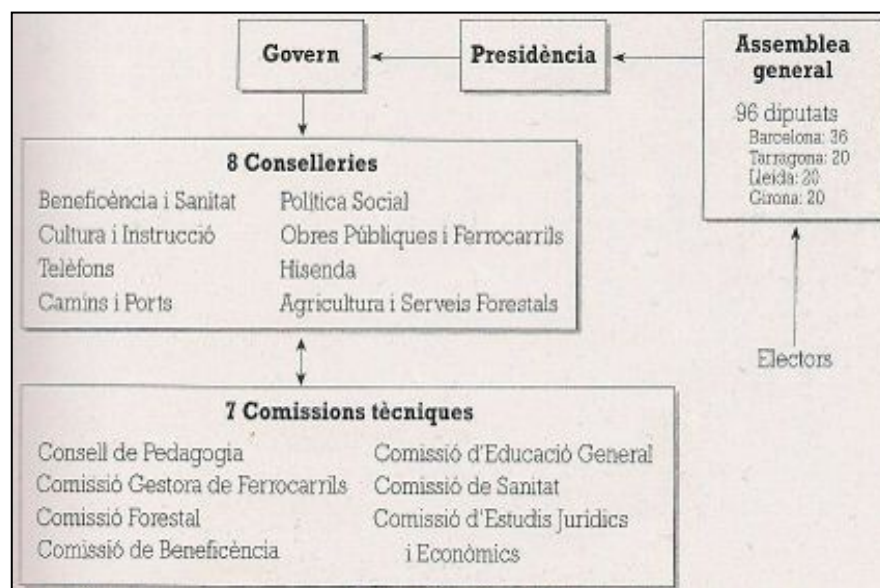 Govern
Presidència
Assemblea
general
96 diputats
Barcelona: 36
Tarragona: 20
Lleida: 20
Girona: 20
8 Conselleries
Beneficència i Sanitat
Cultura i Instrucció
Telèfons
Camins i Ports
Política Social
Obres Públiques i Ferrocarrils
Hisenda
Agricultura i Serveis Forestals
Electors
7 Comissions tècniques
Consell de Pedagogia
Comissió Gestora de Ferrocarrils
Comissió Forestal
Comissió de Beneficència
Comissió d'Educació General
Comissió de Sanitat
Comissió d'Estudis Jurídics
i Econòmics